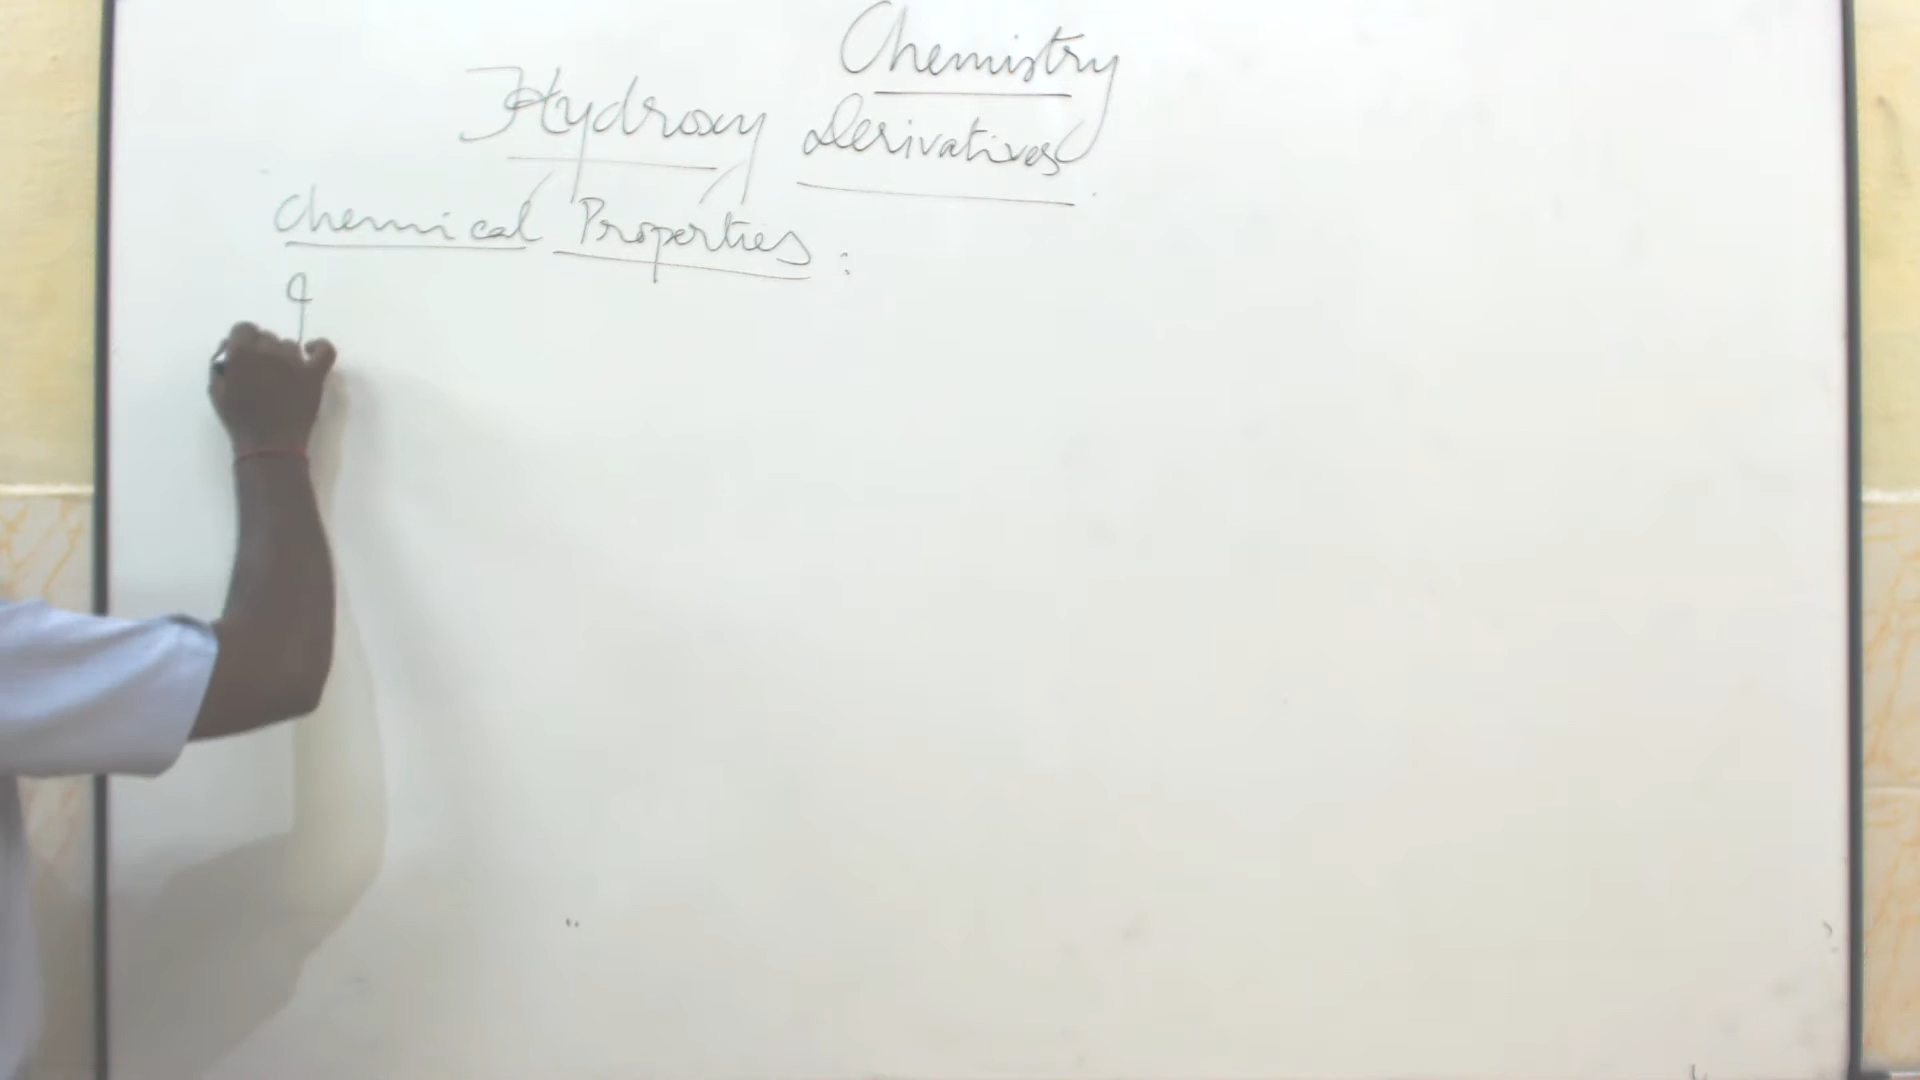 Chemistry
Hydroxy Derivatives
Chemical Properties :